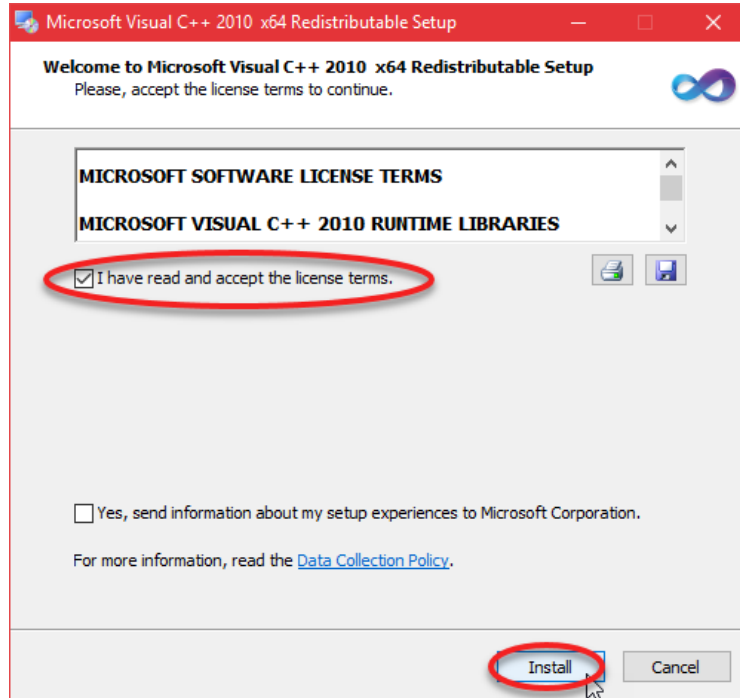 Microsoft Visual C++ 2010 x64 Redistributable Setup
Welcome to Microsoft Visual C++ 2010 x64 Redistributable Setup
Please, accept the license terms to continue.
MICROSOFT SOFTWARE LICENSE TERMS
MICROSOFT VISUAL C++ 2010 RUNTIME LIBRARIES
I have read and accept the license terms.
Yes, send information about my setup experiences to Microsoft Corporation.
For more information, read the Data Collection Policy.
Install Cancel